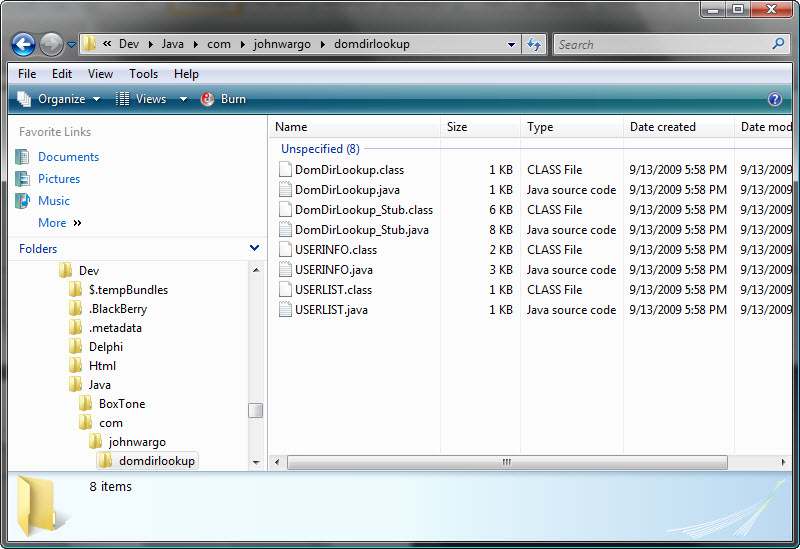 « Dev Java com johnwargo domdirlookup Search
File Edit View Tools Help
Organize Views Burn ?
Favorite Links
Documents
Pictures
Music
More »
Folders
Dev
$.tempBundles
.BlackBerry
.metadata
Delphi
Html
Java
BoxTone
com
johnwargo
domdirlookup
Name Size Type Date created Date mod
Unspecified (8)
DomDirLookup.class 1 KB CLASS File 9/13/2009 5:58 PM 9/13/2009
DomDirLookup.java 1 KB Java source code 9/13/2009 5:58 PM 9/13/2009
DomDirLookup_Stub.class 6 KB CLASS File 9/13/2009 5:58 PM 9/13/2009
DomDirLookup_Stub.java 8 KB Java source code 9/13/2009 5:58 PM 9/13/2009
USERINFO.class 2 KB CLASS File 9/13/2009 5:58 PM 9/13/2009
USERINFO.java 3 KB Java source code 9/13/2009 5:58 PM 9/13/2009
USERLIST.class 1 KB CLASS File 9/13/2009 5:58 PM 9/13/2009
USERLIST.java 1 KB Java source code 9/13/2009 5:58 PM 9/13/2009
8 items